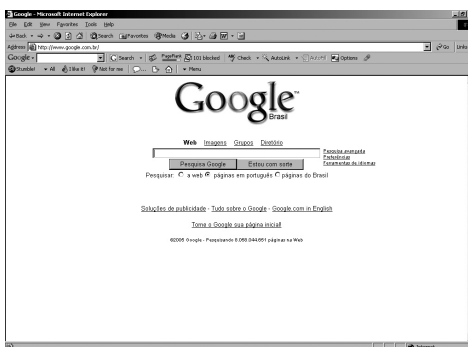 Google - Microsoft Internet Explorer
File Edit View Favorites Tools Help
Back Search Favorites Media
Address http://www.google.com.br/ Go Links
Google Search PageRank 101 blocked Check AutoLink AutoFill Options
Stumble! All I like it! Not for me Menu
Google™
Brasil
Web Imagens Grupos Diretório
Pesquisa avançada
Preferências
Ferramentas de idiomas
Pesquisa Google Estou com sorte
Pesquisar: a web páginas em português páginas do Brasil
Soluções de publicidade - Tudo sobre o Google - Google.com in English
Torne o Google sua página inicial!
©2005 Google - Pesquisando 8.058.044.651 páginas na Web
Internet